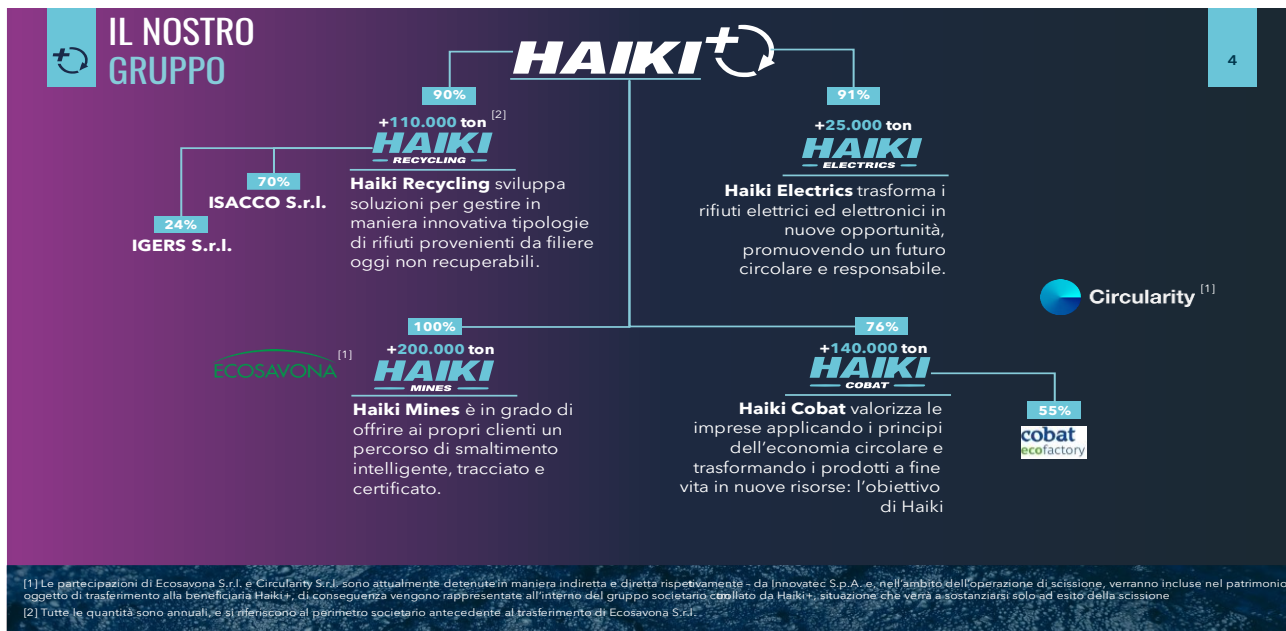 IL NOSTRO
GRUPPO
HAIKI+
4
90%
+110.000 ton [2]
HAIKI
RECYCLING
Haiki Recycling sviluppa
soluzioni per gestire in
maniera innovativa tipologie
di rifiuti provenienti da filiere
oggi non recuperabili.
70%
ISACCO S.r.l.
24%
IGERS S.r.l.
91%
+25.000 ton
HAIKI
ELECTRICS
Haiki Electrics trasforma i
rifiuti elettrici ed elettronici in
nuove opportunità,
promuovendo un futuro
circolare e responsabile.
Circularity [1]
ECOSAVONA [1]
100%
+200.000 ton
HAIKI
MINES
Haiki Mines è in grado di
offrire ai propri clienti un
percorso di smaltimento
intelligente, tracciato e
certificato.
76%
+140.000 ton
HAIKI
COBAT
Haiki Cobat valorizza le
imprese applicando i principi
dell’economia circolare e
trasformando i prodotti a fine
vita in nuove risorse: l’obiettivo
di Haiki
55%
cobat
ecofactory
[1] Le partecipazioni di Ecosavona S.r.l. e Circularity S.r.l. sono attualmente detenute in maniera indiretta e diretta rispettivamente – da Innovatec S.p.A. e, nell’ambito dell’operazione di scissione, verranno incluse nel patrimonio
oggetto di trasferimento alla beneficiaria Haiki+, di conseguenza vengono rappresentate all’interno del gruppo societario controllato da Haiki+, situazione che verrà a sostanziarsi solo ad esito della scissione
[2] Tutte le quantità sono annuali, e si riferiscono al perimetro societario antecedente al trasferimento di Ecosavona S.r.l.